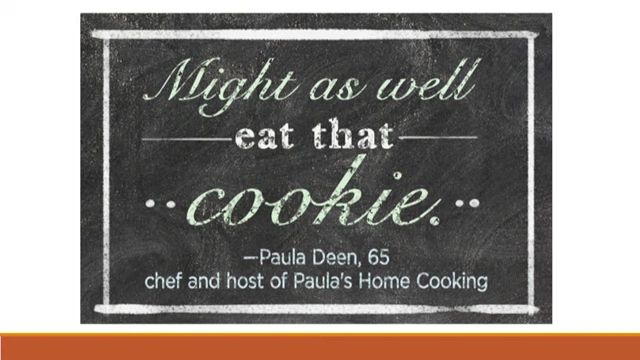 Might as well
eat that
cookie.
—Paula Deen, 65
chef and host of Paula's Home Cooking